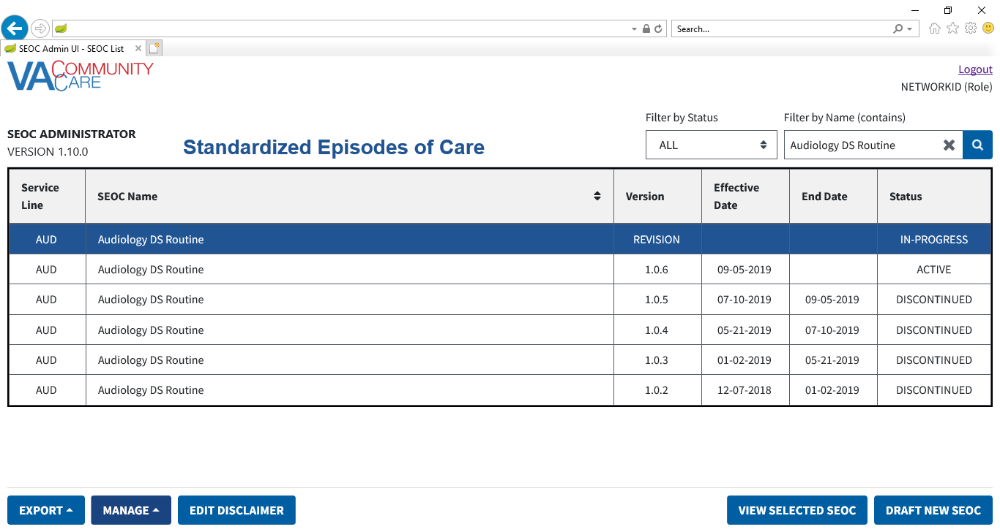 Search...
SEOC Admin UI - SEOC List
VA COMMUNITY CARE
Logout
NETWORKID (Role)
Filter by Status
Filter by Name (contains)
SEOC ADMINISTRATOR
VERSION 1.10.0
Standardized Episodes of Care
ALL
Audiology DS Routine
Service Line SEOC Name Version Effective Date End Date Status
AUD Audiology DS Routine REVISION IN-PROGRESS
AUD Audiology DS Routine 1.0.6 09-05-2019 ACTIVE
AUD Audiology DS Routine 1.0.5 07-10-2019 09-05-2019 DISCONTINUED
AUD Audiology DS Routine 1.0.4 05-21-2019 07-10-2019 DISCONTINUED
AUD Audiology DS Routine 1.0.3 01-02-2019 05-21-2019 DISCONTINUED
AUD Audiology DS Routine 1.0.2 12-07-2018 01-02-2019 DISCONTINUED
EXPORT MANAGE EDIT DISCLAIMER VIEW SELECTED SEOC DRAFT NEW SEOC